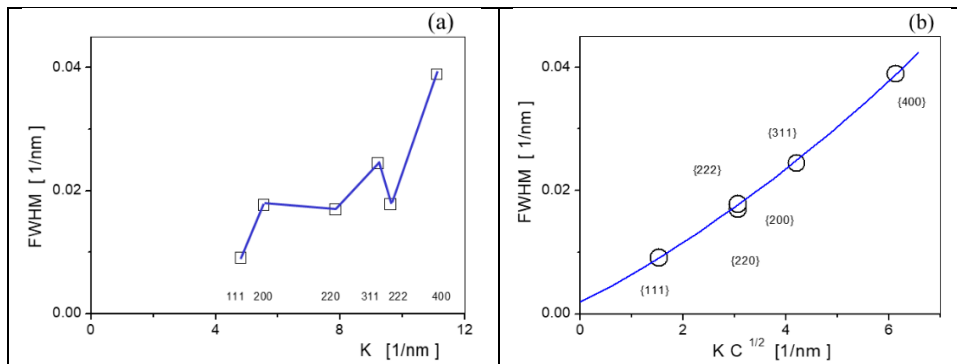 (a)
0.04
0.02
0.00
FWHM [ 1/nm ]
111 200 220 311 222 400
0 4 8 12
K [1/nm]
(b)
0.04
0.02
0.00
FWHM [ 1/nm ]
{400}
{311}
{222}
{200}
{220}
{111}
0 2 4 6
K C 1/2 [1/nm]